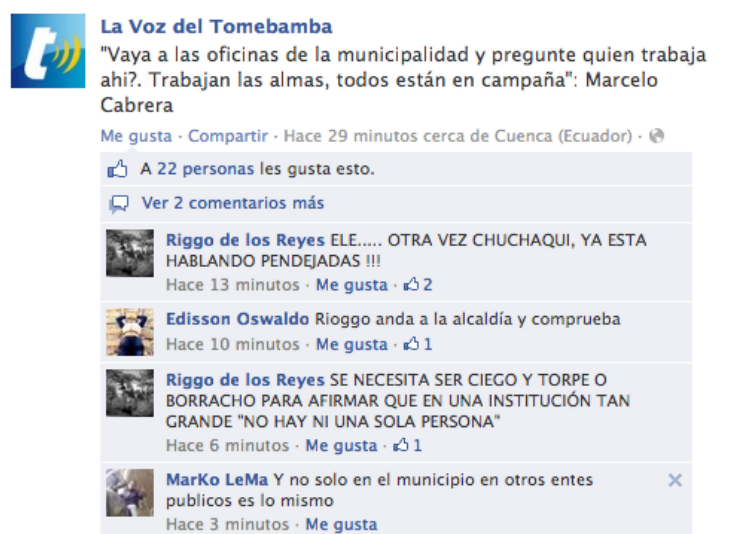 La Voz del Tomebamba
"Vaya a las oficinas de la municipalidad y pregunte quien trabaja
ahi?. Trabajan las almas, todos están en campaña": Marcelo
Cabrera
Me gusta · Compartir · Hace 29 minutos cerca de Cuenca (Ecuador) ·
A 22 personas les gusta esto.
Ver 2 comentarios más
Riggo de los Reyes ELE..... OTRA VEZ CHUCHAQUI, YA ESTA
HABLANDO PENDEJADAS !!!
Hace 13 minutos · Me gusta · 2
Edisson Oswaldo Rioggo anda a la alcaldía y comprueba
Hace 10 minutos · Me gusta · 1
Riggo de los Reyes SE NECESITA SER CIEGO Y TORPE O
BORRACHO PARA AFIRMAR QUE EN UNA INSTITUCIÓN TAN
GRANDE "NO HAY NI UNA SOLA PERSONA"
Hace 6 minutos · Me gusta · 1
MarKo LeMa Y no solo en el municipio en otros entes
publicos es lo mismo
Hace 3 minutos · Me gusta